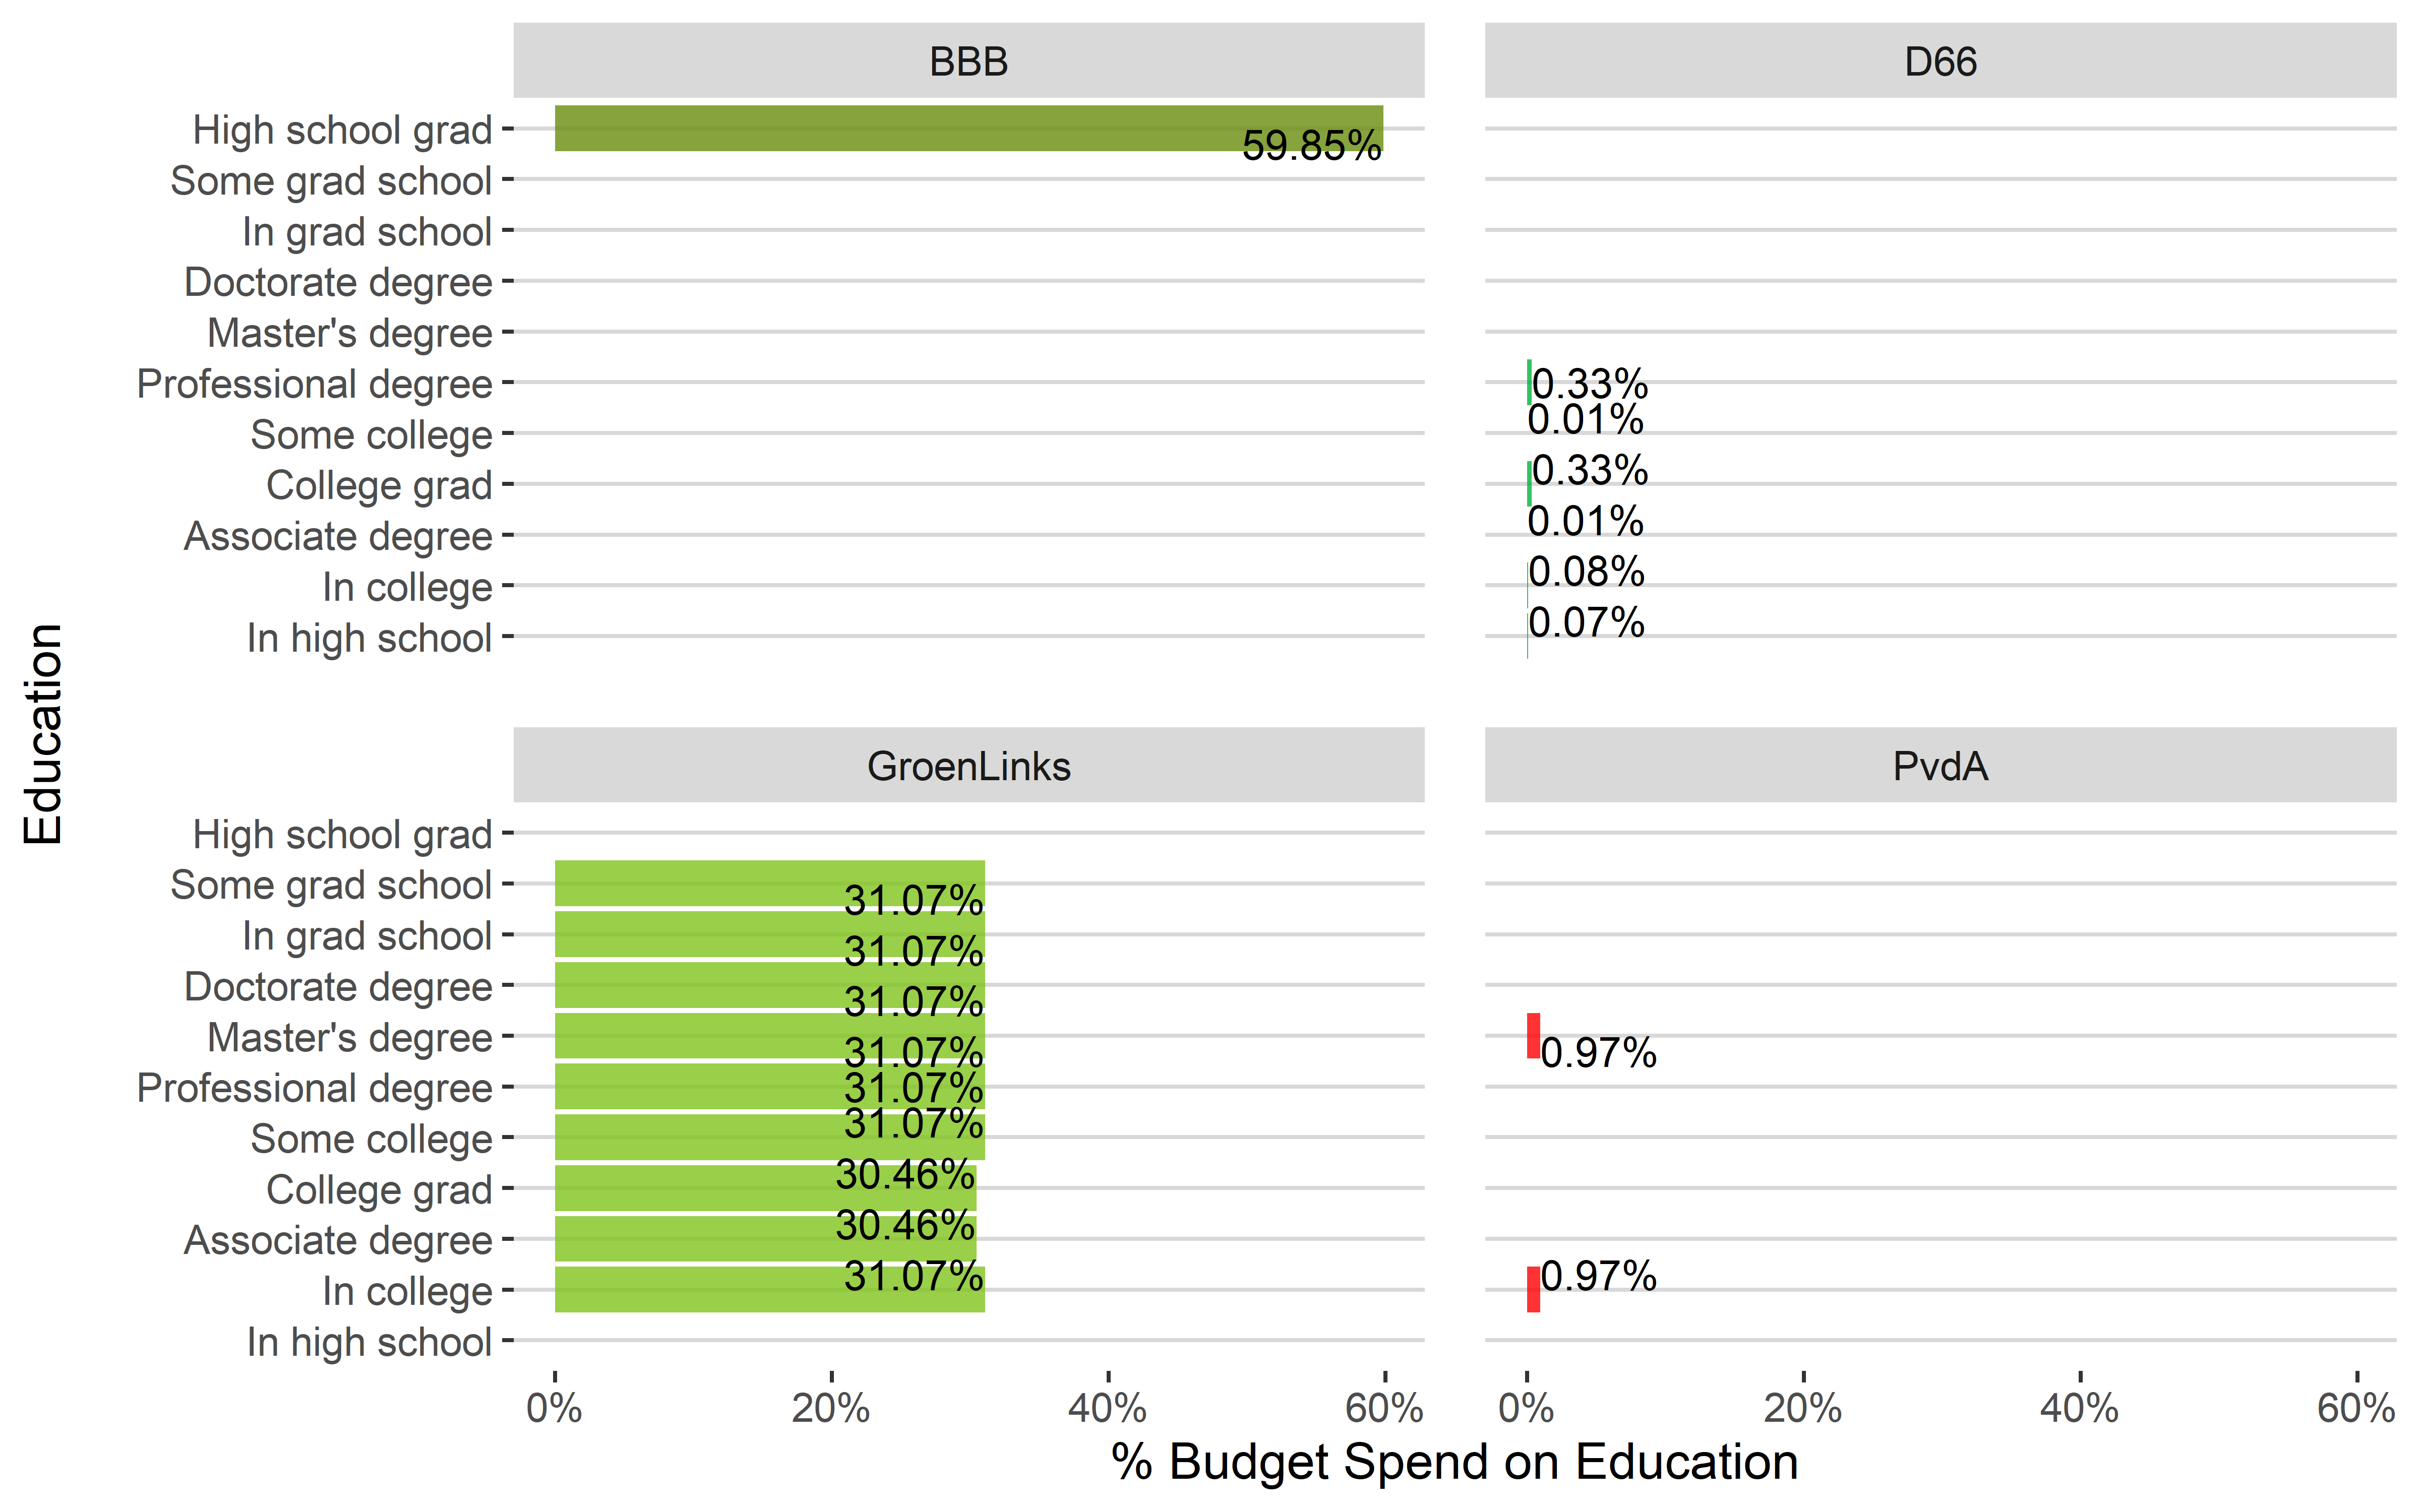 BBB
D66
High school grad
59.85%
Some grad school
In grad school
Doctorate degree
Master's degree
Professional degree
0.33%
Some college
0.01%
College grad
0.33%
Associate degree
0.01%
In college
0.08%
In high school
0.07%
Education
GroenLinks
PvdA
High school grad
Some grad school
31.07%
In grad school
31.07%
Doctorate degree
31.07%
Master's degree
31.07%
0.97%
Professional degree
31.07%
Some college
31.07%
College grad
30.46%
Associate degree
30.46%
In college
31.07%
0.97%
In high school
0% 20% 40% 60%
0% 20% 40% 60%
% Budget Spend on Education